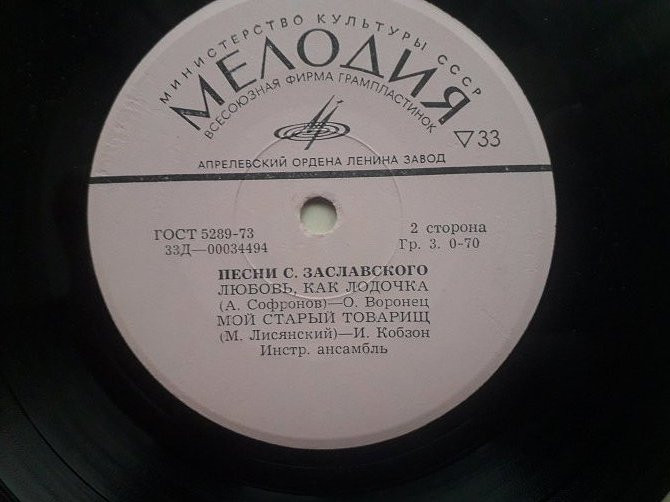 МИНИСТЕРСТВО КУЛЬТУРЫ СССР
МЕЛОДИЯ
ВСЕСОЮЗНАЯ ФИРМА ГРАМПЛАСТИНОК
▽33
АПРЕЛЕВСКИЙ ОРДЕНА ЛЕНИНА ЗАВОД
ГОСТ 5289-73
2 сторона
33Д—00034494
Гр. 3. 0-70
ПЕСНИ С. ЗАСЛАВСКОГО
ЛЮБОВЬ, КАК ЛОДОЧКА
(А. Софронов)—О. Воронец
МОЙ СТАРЫЙ ТОВАРИЩ
(М. Лисянский)—И. Кобзон
Инстр. ансамбль